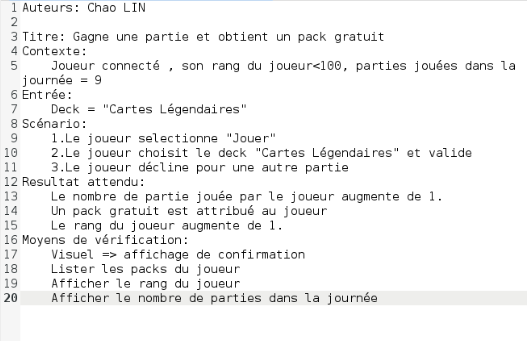 1 Auteurs: Chao LIN
2
3 Titre: Gagne une partie et obtient un pack gratuit
4 Contexte:
5 Joueur connecté , son rang du joueur<100, parties jouées dans la
journée = 9
6 Entrée:
7 Deck = "Cartes Légendaires"
8 Scénario:
9 1.Le joueur selectionne "Jouer"
10 2.Le joueur choisit le deck "Cartes Légendaires" et valide
11 3.Le joueur décline pour une autre partie
12 Resultat attendu:
13 Le nombre de partie jouée par le joueur augmente de 1.
14 Un pack gratuit est attribué au joueur
15 Le rang du joueur augmente de 1.
16 Moyens de vérification:
17 Visuel => affichage de confirmation
18 Lister les packs du joueur
19 Afficher le rang du joueur
20 Afficher le nombre de parties dans la journée